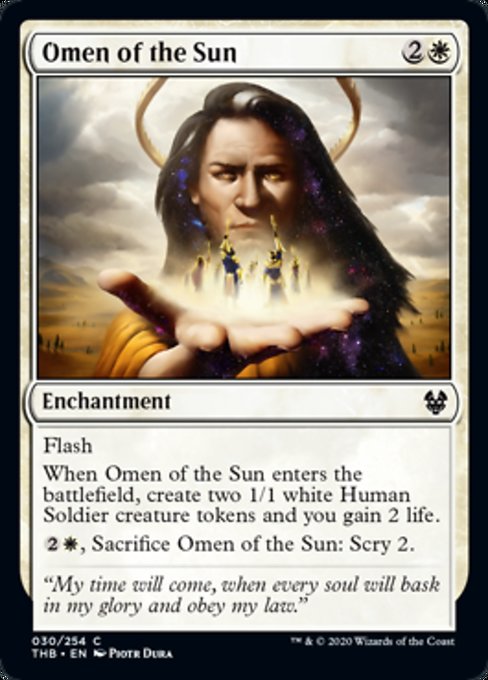 Omen of the Sun 2
Enchantment
Flash
When Omen of the Sun enters the
battlefield, create two 1/1 white Human
Soldier creature tokens and you gain 2 life.
2 , Sacrifice Omen of the Sun: Scry 2.
“My time will come, when every soul will bask
in my glory and obey my law.”
030/254 C
™ & © 2020 Wizards of the Coast
THB • EN Piotr Dura